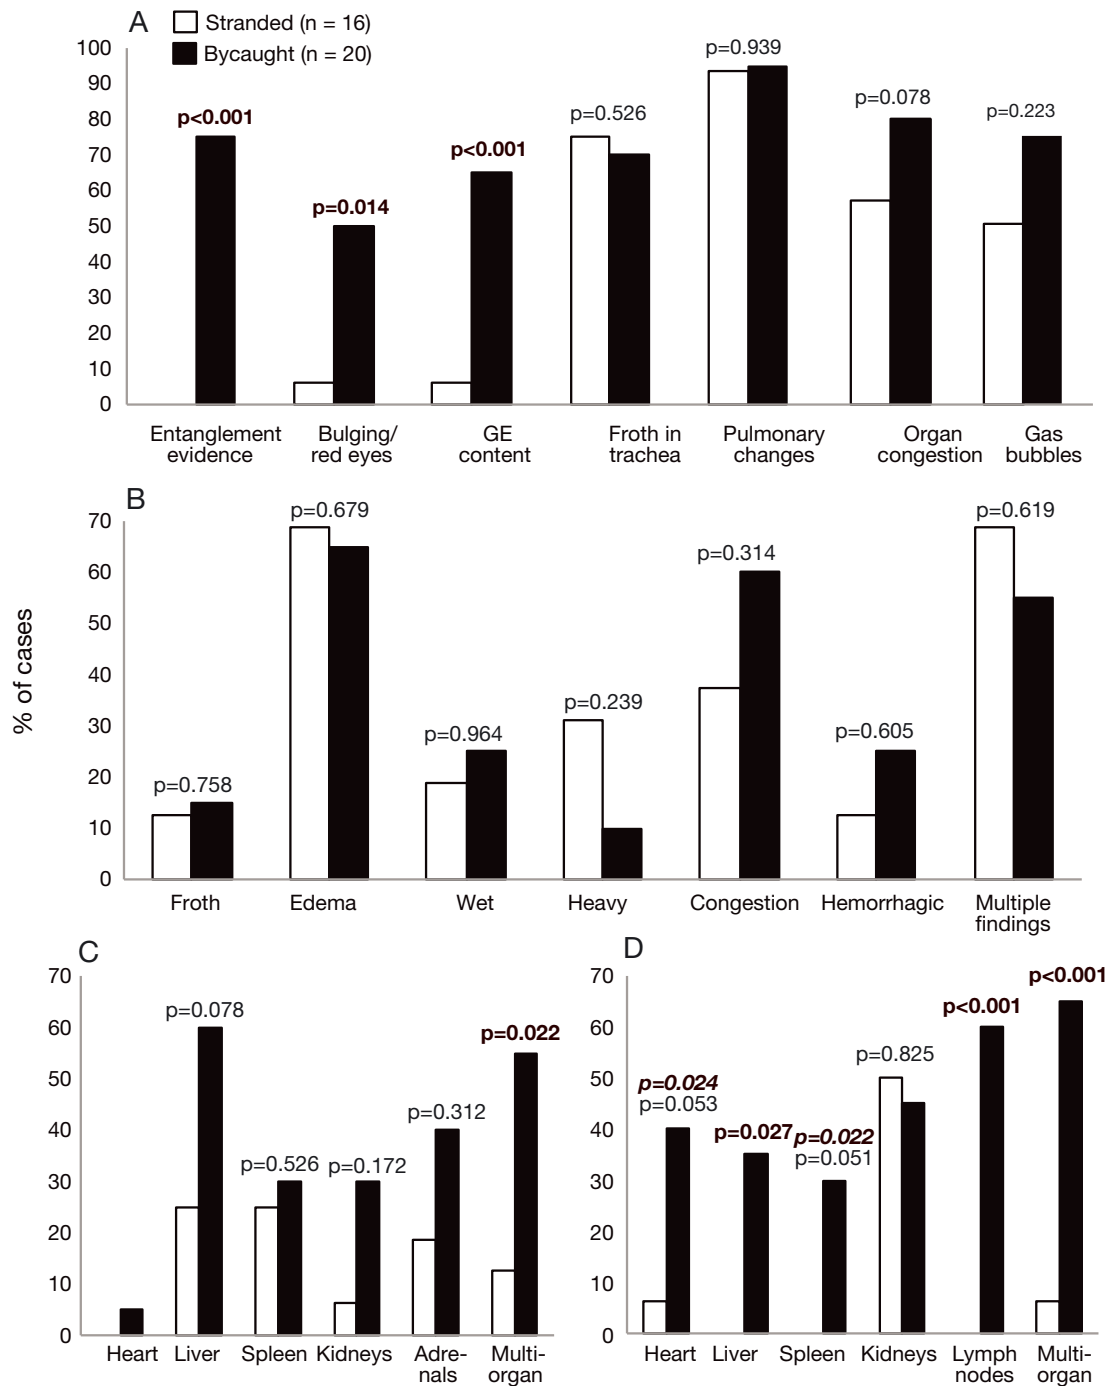 A
Stranded (n = 16)
Bycaught (n = 20)
100
90
80
70
60
50
40
30
20
10
0
p<0.001
p=0.014
p<0.001
p=0.526
p=0.939
p=0.078
p=0.223
Entanglement evidence
Bulging/ red eyes
GE content
Froth in trachea
Pulmonary changes
Organ congestion
Gas bubbles
% of cases
B
70
60
50
40
30
20
10
0
p=0.758
p=0.679
p=0.964
p=0.239
p=0.314
p=0.605
p=0.619
Froth
Edema
Wet
Heavy
Congestion
Hemorrhagic
Multiple findings
C
70
60
50
40
30
20
10
0
p=0.078
p=0.526
p=0.172
p=0.312
p=0.022
Heart
Liver
Spleen
Kidneys
Adre-
nals
Multi-
organ
D
70
60
50
40
30
20
10
0
p=0.024
p=0.053
p=0.027
p=0.022
p=0.051
p=0.825
p<0.001
p<0.001
Heart
Liver
Spleen
Kidneys
Lymph nodes
Multi-
organ